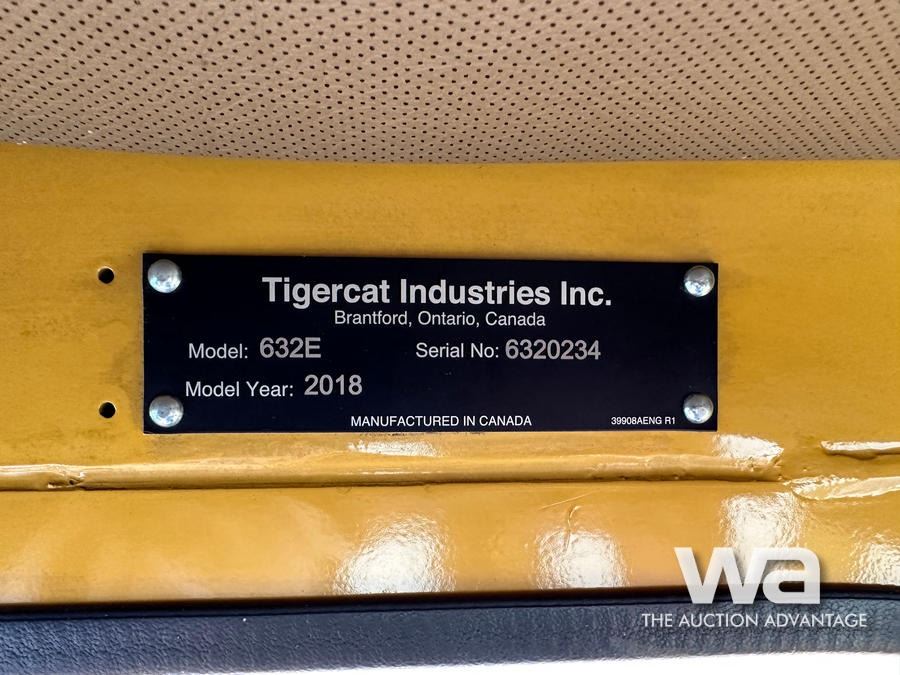 Tigercat Industries Inc.
Brantford, Ontario, Canada
Model: 632E Serial No: 6320234
Model Year: 2018
MANUFACTURED IN CANADA 39908AENG R1
wa
THE AUCTION ADVANTAGE